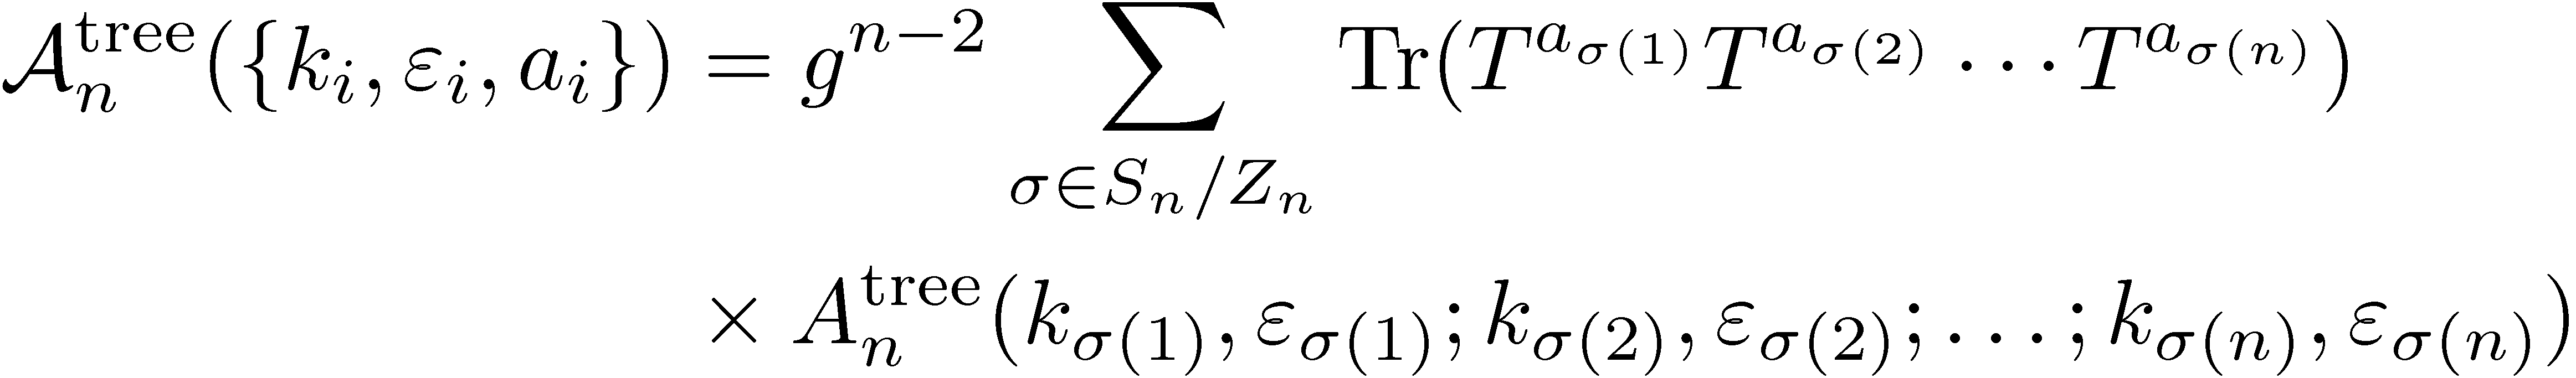 \mathcal{A}_n^{\text{tree}}(\{k_i, \varepsilon_i, a_i\}) = g^{n-2} \sum_{\sigma \in S_n/Z_n} \text{Tr}(T^{a_{\sigma(1)}} T^{a_{\sigma(2)}} \cdots T^{a_{\sigma(n)}})
\times A_n^{\text{tree}}(k_{\sigma(1)}, \varepsilon_{\sigma(1)}; k_{\sigma(2)}, \varepsilon_{\sigma(2)}; \ldots; k_{\sigma(n)}, \varepsilon_{\sigma(n)})